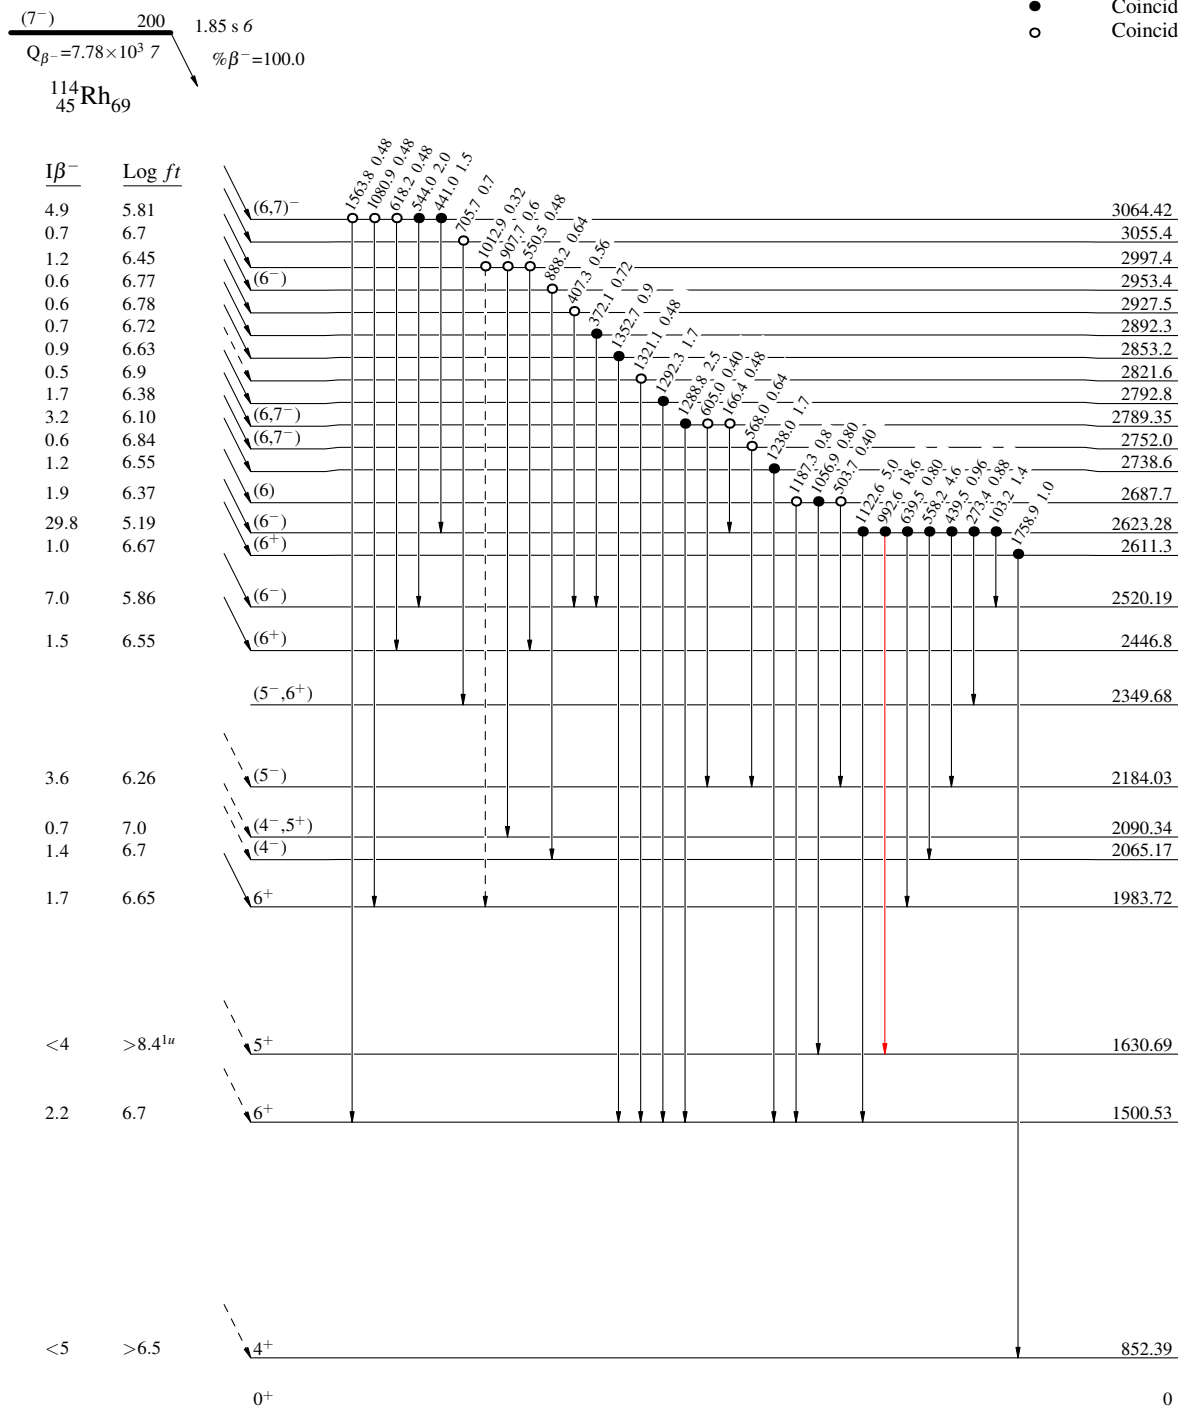 (7⁻) 200 1.85 s 6
Q_β⁻=7.78×10³ 7 %β⁻=100.0
¹¹⁴₄₅Rh₆₉
Coincid
Coincid
Iβ⁻ Log ft
1563.8 0.48
1080.9 0.48
618.2 0.48
544.0 2.0
441.0 1.5
705.7 0.7
1012.9 0.32
907.7 0.6
550.5 0.48
888.2 0.64
407.3 0.56
372.1 0.72
1352.7 0.9
1321.1 0.48
1292.3 1.7
1288.8 2.5
605.0 0.40
166.4 0.48
568.0 0.64
1238.0 1.7
1187.3 0.8
1056.9 0.80
503.7 0.40
1122.6 5.0
992.6 18.6
639.5 0.80
558.2 4.6
439.5 0.96
273.4 0.88
103.2 1.4
1758.9 1.0
4.9 5.81 (6,7)⁻ 3064.42
0.7 6.7 3055.4
1.2 6.45 2997.4
0.6 6.77 (6⁻) 2953.4
0.6 6.78 2927.5
0.7 6.72 2892.3
0.9 6.63 2853.2
0.5 6.9 2821.6
1.7 6.38 2792.8
3.2 6.10 (6,7⁻) 2789.35
0.6 6.84 (6,7⁻) 2752.0
1.2 6.55 2738.6
1.9 6.37 (6) 2687.7
29.8 5.19 (6⁻) 2623.28
1.0 6.67 (6⁺) 2611.3
7.0 5.86 (6⁻) 2520.19
1.5 6.55 (6⁺) 2446.8
(5⁻,6⁺) 2349.68
3.6 6.26 (5⁻) 2184.03
0.7 7.0 (4⁻,5⁺) 2090.34
1.4 6.7 (4⁻) 2065.17
1.7 6.65 6⁺ 1983.72
<4 >8.4¹ᵘ 5⁺ 1630.69
2.2 6.7 6⁺ 1500.53
<5 >6.5 4⁺ 852.39
0⁺ 0